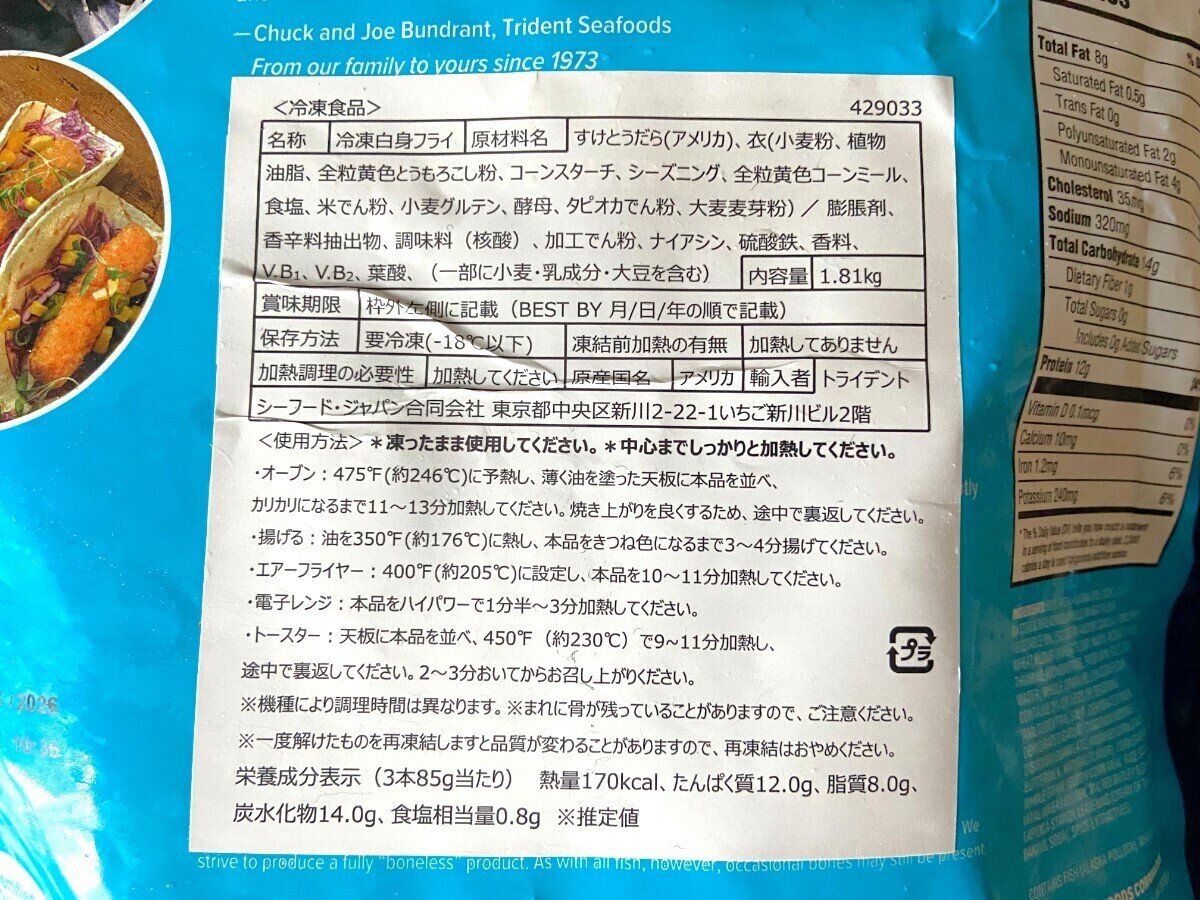 — Chuck and Joe Bundrant, Trident Seafoods
From our family to yours since 1973
<冷凍食品> 429033
名称 冷凍白身フライ 原材料名 すけとうだら(アメリカ)、衣(小麦粉、植物
油脂、全粒黄色とうもろこし粉、コーンスターチ、シーズニング、全粒黄色コーンミール、
食塩、米でん粉、小麦グルテン、酵母、タピオカでん粉、大麦麦芽粉)／膨脹剤、
香辛料抽出物、調味料（核酸）、加工でん粉、ナイアシン、硫酸鉄、香料、
V.B₁、V.B₂、葉酸、（一部に小麦・乳成分・大豆を含む） 内容量 1.81kg
賞味期限 枠外左側に記載（BEST BY 月/日/年の順で記載）
保存方法 要冷凍(-18℃以下) 凍結前加熱の有無 加熱してありません
加熱調理の必要性 加熱してください 原産国名 アメリカ 輸入者 トライデント
シーフード・ジャパン合同会社 東京都中央区新川2-22-1いちご新川ビル2階
<使用方法>＊凍ったまま使用してください。＊中心までしっかりと加熱してください。
・オーブン：475℉(約246℃)に予熱し、薄く油を塗った天板に本品を並べ、
カリカリになるまで11～13分加熱してください。焼き上がりを良くするため、途中で裏返してください。
・揚げる：油を350℉(約176℃)に熱し、本品をきつね色になるまで3～4分揚げてください。
・エアーフライヤー：400℉(約205℃)に設定し、本品を10～11分加熱してください。
・電子レンジ：本品をハイパワーで1分半～3分加熱してください。
・トースター：天板に本品を並べ、450℉（約230℃）で9～11分加熱し、
途中で裏返してください。2～3分おいてからお召し上がりください。
プラ
※機種により調理時間は異なります。※まれに骨が残っていることがありますので、ご注意ください。
※一度解けたものを再凍結しますと品質が変わることがありますので、再凍結はおやめください。
栄養成分表示（3本85g当たり） 熱量170kcal、たんぱく質12.0g、脂質8.0g、
炭水化物14.0g、食塩相当量0.8g ※推定値
We
strive to produce a fully "boneless" product. As with all fish, however, occasional bones may still be present.
2026
Total Fat 8g
Saturated Fat 0.5g
Trans Fat 0g
Polyunsaturated Fat 2g
Monounsaturated Fat 4g
Cholesterol 35mg
Sodium 320mg
Total Carbohydrate 14g
Dietary Fiber 1g
Total Sugars 0g
Includes 0g Added Sugars
Protein 12g
Vitamin D 0.1mcg 0%
Calcium 10mg 0%
Iron 1.2mg 6%
Potassium 240mg 6%